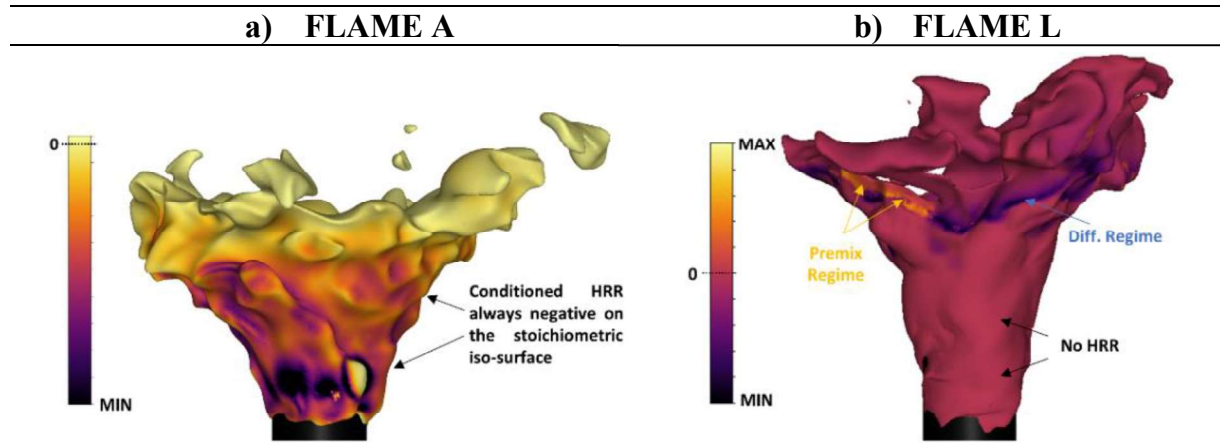 a) FLAME A
b) FLAME L
0
MIN
Conditioned HRR
always negative on
the stoichiometric
iso-surface
MAX
0
MIN
Premix
Regime
Diff. Regime
No HRR